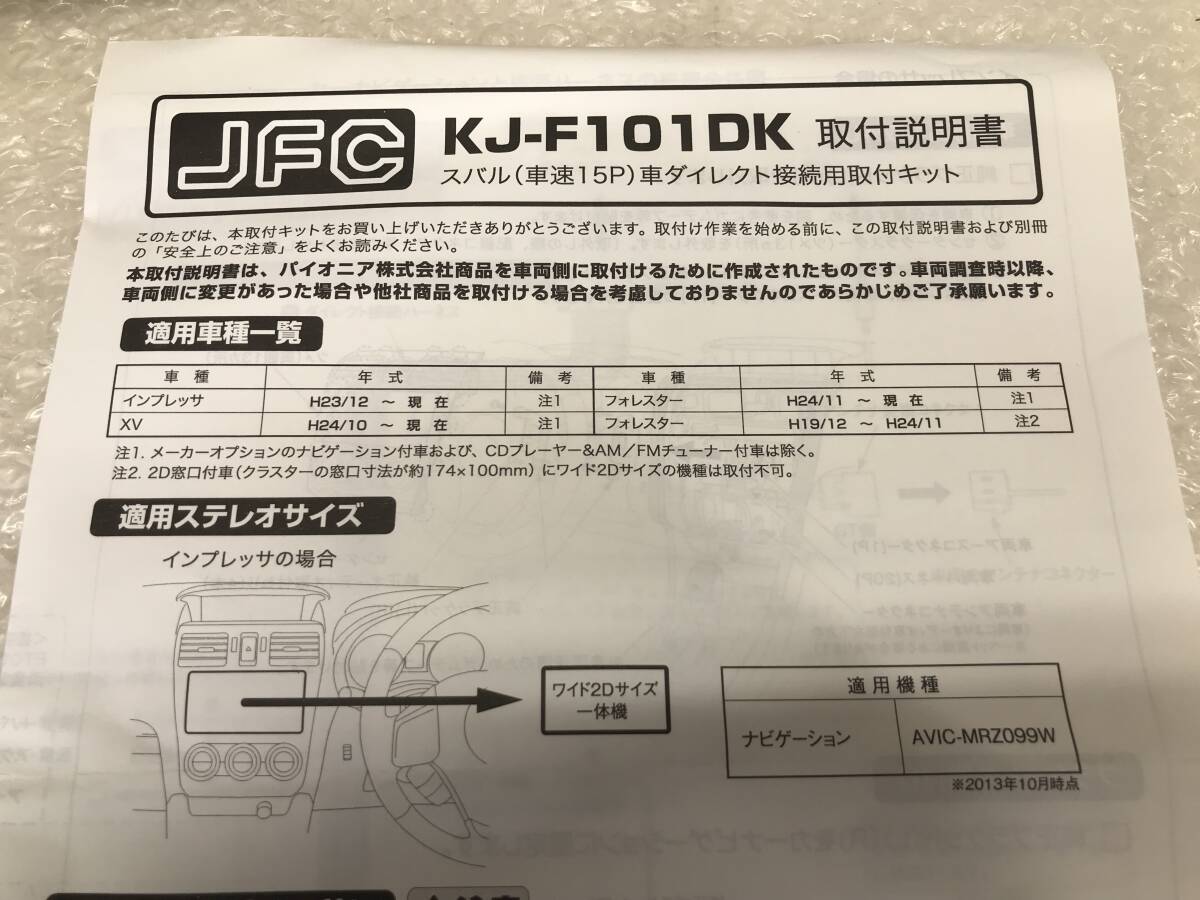 JFC
KJ-F101DK 取付説明書
スバル(車速15P)車ダイレクト接続用取付キット
このたびは、本取付キットをお買い上げいただきありがとうございます。取付け作業を始める前に、この取付説明書および別冊
の「安全上のご注意」をよくお読みください。
本取付説明書は、パイオニア株式会社商品を車両側に取付けるために作成されたものです。車両調査時以降、
車両側に変更があった場合や他社商品を取付ける場合を考慮しておりませんのであらかじめご了承願います。
適用車種一覧
車種 年式 備考 車種 年式 備考
インプレッサ H23/12 ～ 現在 注1 フォレスター H24/11 ～ 現在 注1
XV H24/10 ～ 現在 注1 フォレスター H19/12 ～ H24/11 注2
注1. メーカーオプションのナビゲーション付車および、CDプレーヤー&AM/FMチューナー付車は除く。
注2. 2D窓口付車(クラスターの窓口寸法が約174×100mm)にワイド2Dサイズの機種は取付不可。
適用ステレオサイズ
インプレッサの場合
ワイド2Dサイズ
一体機
適用機種
ナビゲーション AVIC-MRZ099W
※2013年10月時点